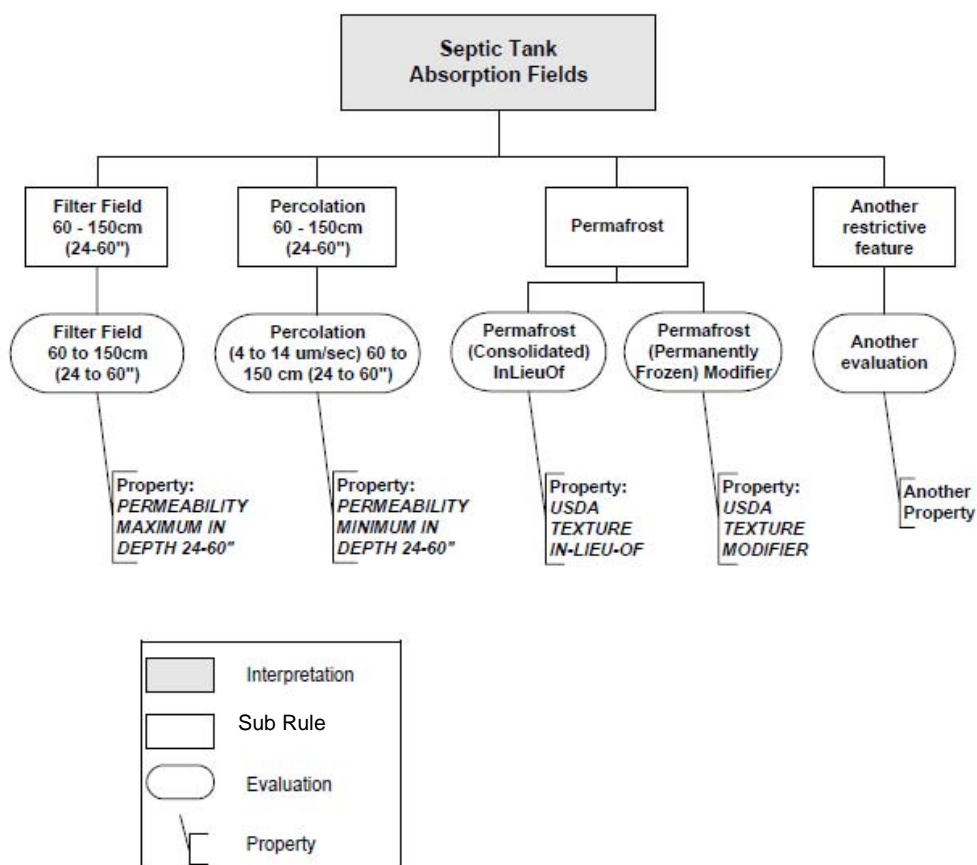 Septic Tank
Absorption Fields
Filter Field
60 - 150cm
(24-60")
Percolation
60 - 150cm
(24-60")
Permafrost
Another
restrictive
feature
Filter Field
60 to 150cm
(24 to 60")
Percolation
(4 to 14 um/sec) 60 to
150 cm (24 to 60")
Permafrost
(Consolidated)
InLieuOf
Permafrost
(Permanently
Frozen) Modifier
Another
evaluation
Property:
PERMEABILITY
MAXIMUM IN
DEPTH 24-60"
Property:
PERMEABILITY
MINIMUM IN
DEPTH 24-60"
Property:
USDA
TEXTURE
IN-LIEU-OF
Property:
USDA
TEXTURE
MODIFIER
Another
Property
Interpretation
Sub Rule
Evaluation
Property